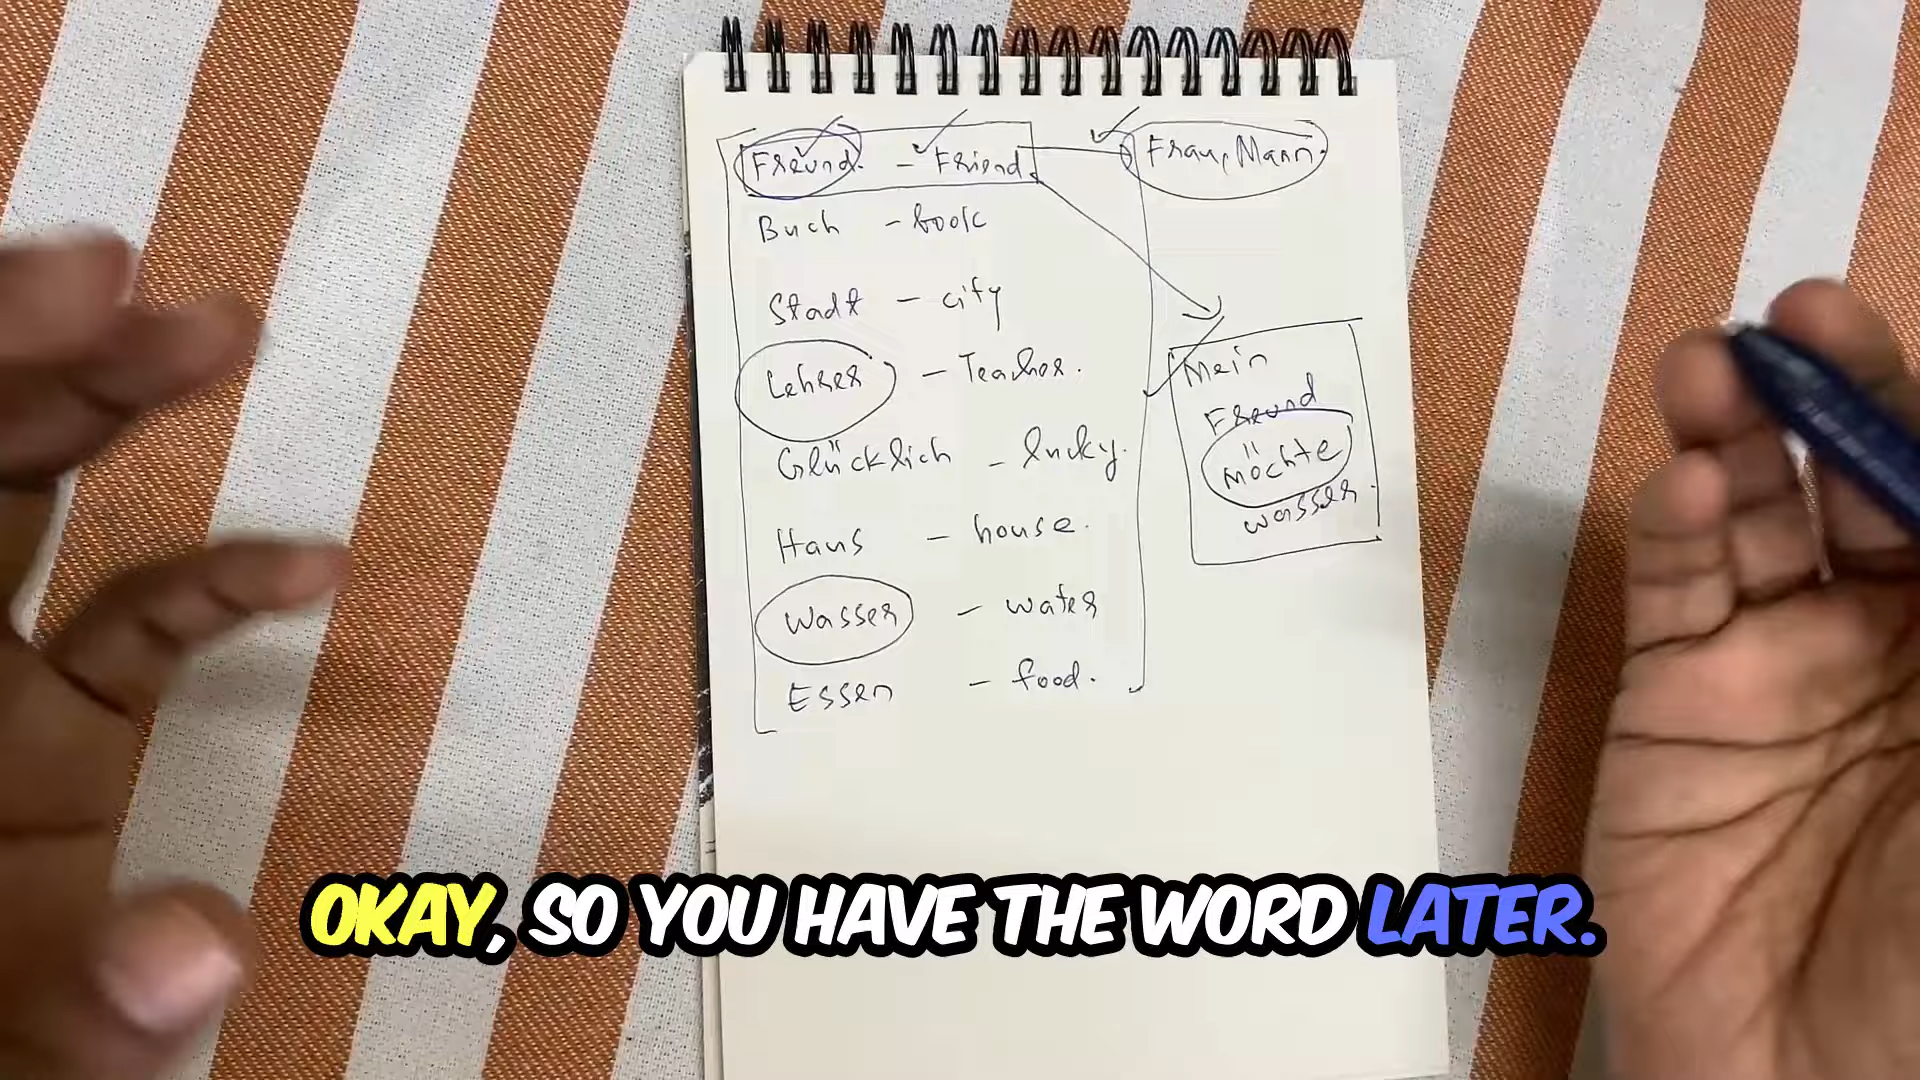 Freund. - Friend
Frau, Mann.
Buch - book
Stadt - city
Lehrer - Teacher.
Glücklich - lucky.
Haus - house.
Wasser - water
Essen - food.
Mein
Freund
möchte
wasser.
OKAY, SO YOU HAVE THE WORD LATER.